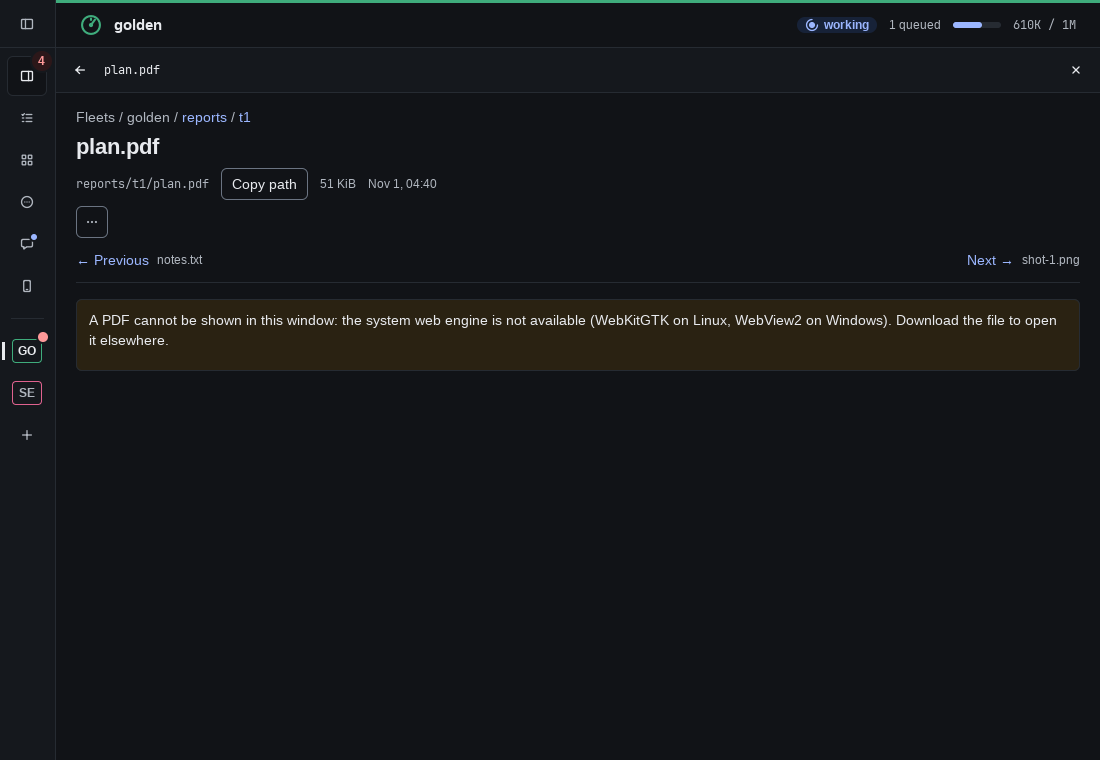 golden
working
1 queued
610K / 1M
4
plan.pdf
Fleets / golden / reports / t1
plan.pdf
reports/t1/plan.pdf
Copy path
51 KiB
Nov 1, 04:40
← Previous notes.txt
Next → shot-1.png
A PDF cannot be shown in this window: the system web engine is not available (WebKitGTK on Linux, WebView2 on Windows). Download the file to open
it elsewhere.
GO
SE